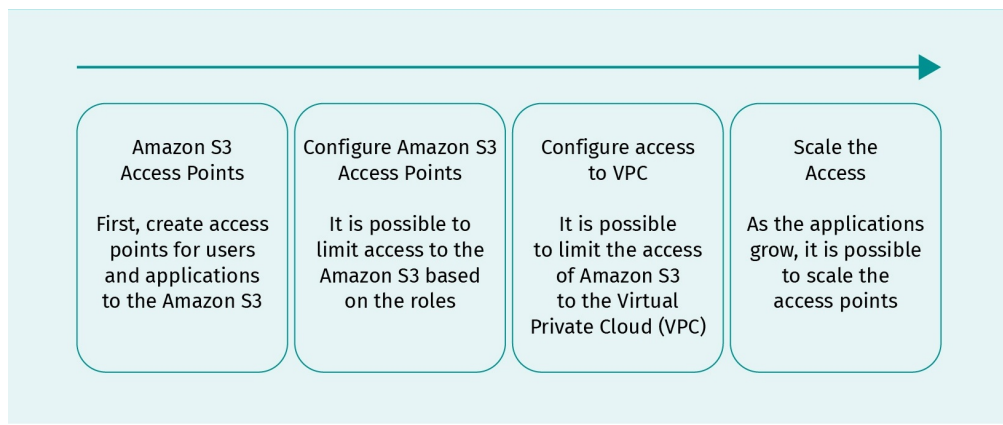 Amazon S3
Access Points
First, create access
points for users
and applications
to the Amazon S3
Configure Amazon S3
Access Points
It is possible to
limit access to the
Amazon S3 based
on the roles
Configure access
to VPC
It is possible
to limit the access
of Amazon S3
to the Virtual
Private Cloud (VPC)
Scale the
Access
As the applications
grow, it is possible
to scale the
access points